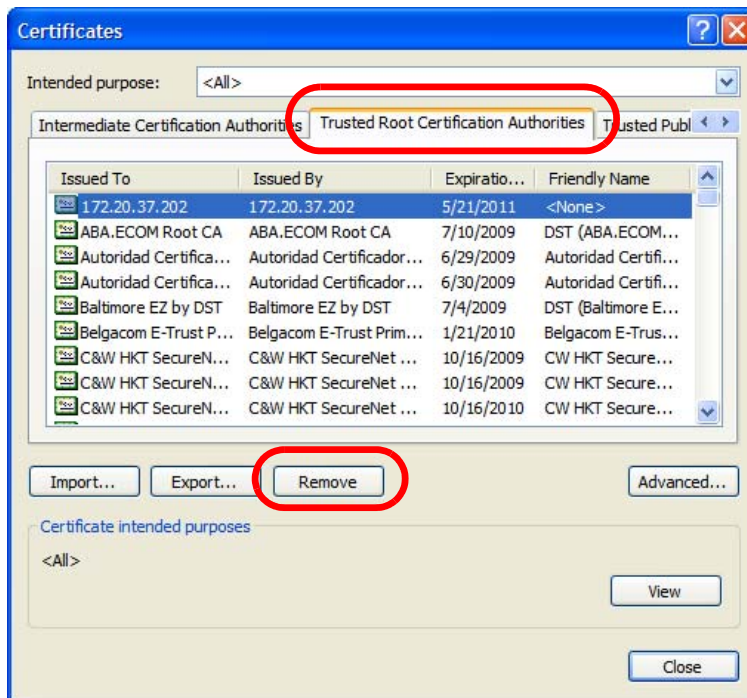 Certificates
Intended purpose: <All>
Intermediate Certification Authorities Trusted Root Certification Authorities Trusted Publ
Issued To Issued By Expiratio... Friendly Name
172.20.37.202 172.20.37.202 5/21/2011 <None>
ABA.ECOM Root CA ABA.ECOM Root CA 7/10/2009 DST (ABA.ECOM...
Autoridad Certifica... Autoridad Certificador... 6/29/2009 Autoridad Certifi...
Autoridad Certifica... Autoridad Certificador... 6/30/2009 Autoridad Certifi...
Baltimore EZ by DST Baltimore EZ by DST 7/4/2009 DST (Baltimore E...
Belgacom E-Trust P... Belgacom E-Trust Prim... 1/21/2010 Belgacom E-Trus...
C&W HKT SecureN... C&W HKT SecureNet ... 10/16/2009 CW HKT Secure...
C&W HKT SecureN... C&W HKT SecureNet ... 10/16/2009 CW HKT Secure...
C&W HKT SecureN... C&W HKT SecureNet ... 10/16/2010 CW HKT Secure...
Import... Export... Remove Advanced...
Certificate intended purposes
<All>
View
Close